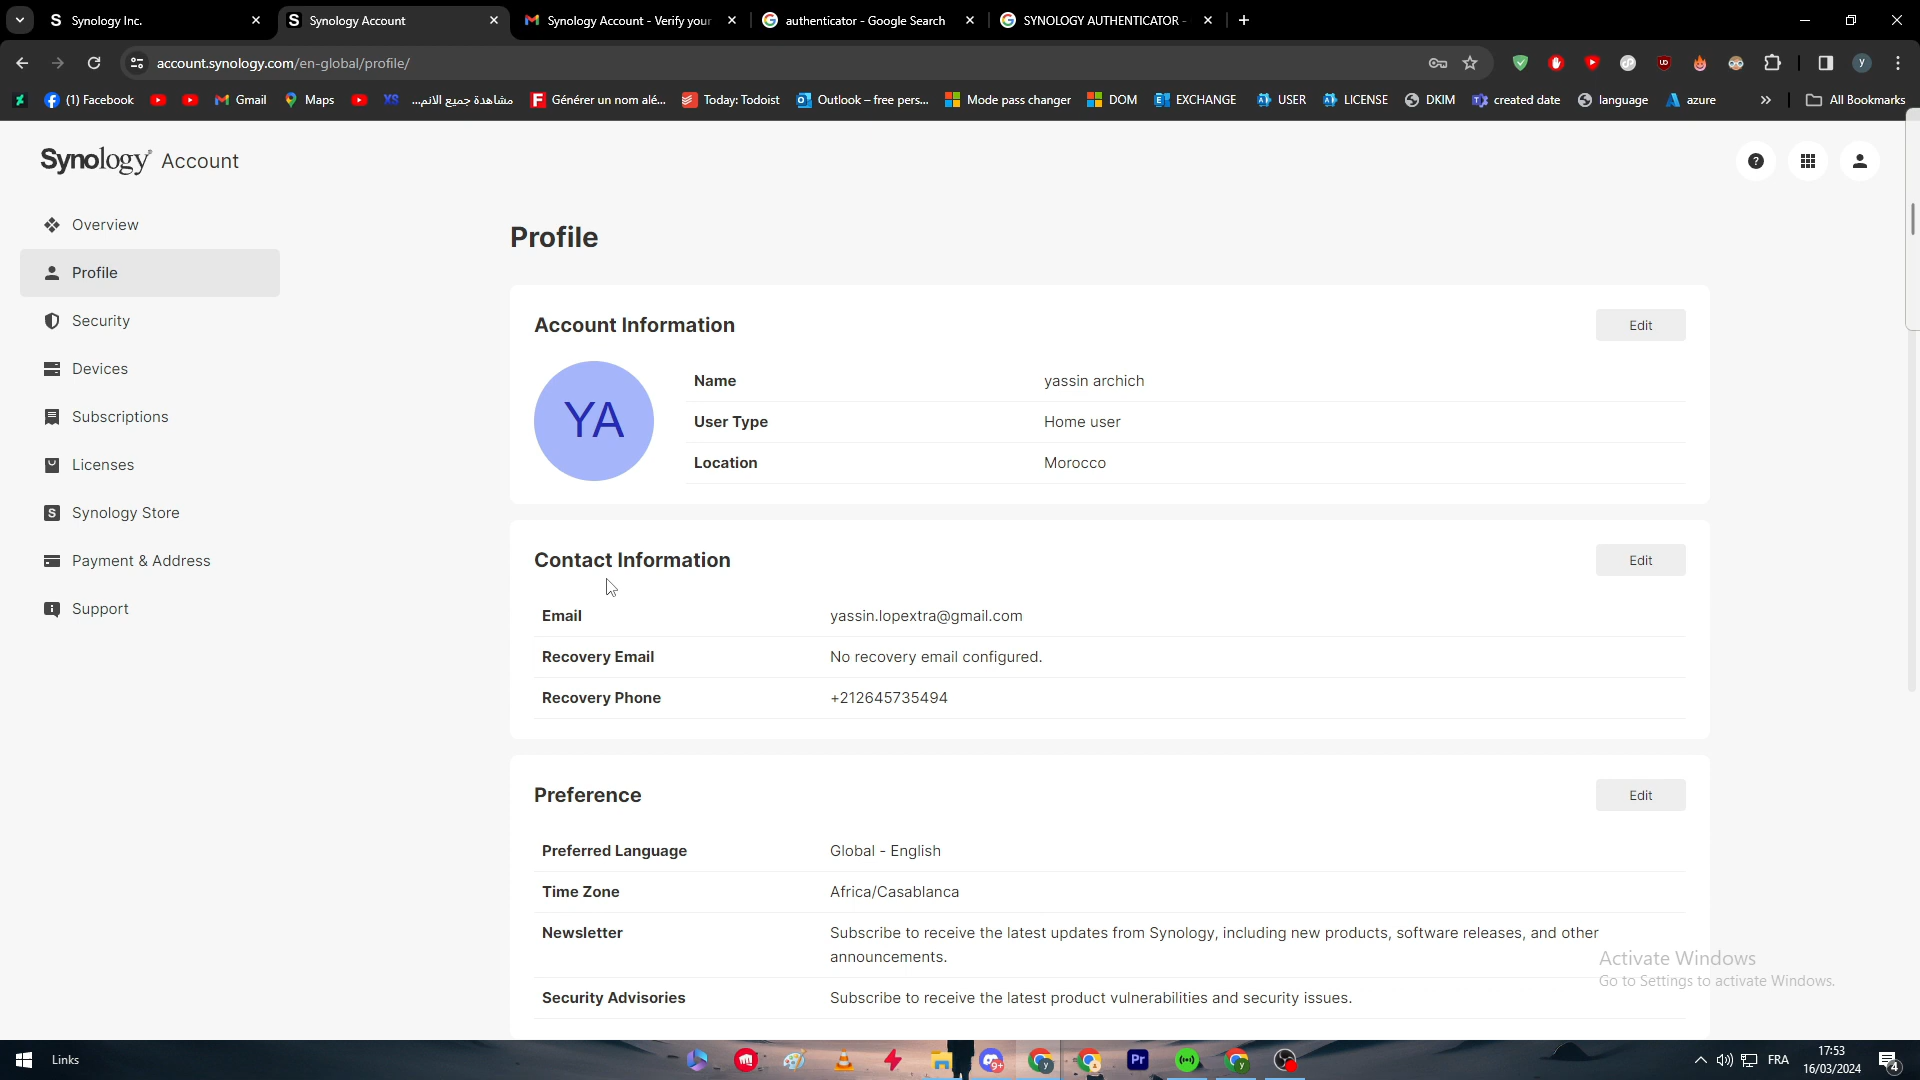 Synology Inc.
Synology Account
Synology Account - Verify your
authenticator - Google Search
SYNOLOGY AUTHENTICATOR -
account.synology.com/en-global/profile/
(1) Facebook
Gmail
Maps
XS
مشاهدة جميع الانم...
Générer un nom alé...
Today: Todoist
Outlook – free pers...
Mode pass changer
DOM
EXCHANGE
USER
LICENSE
DKIM
created date
language
azure
All Bookmarks
Synology Account
Overview
Profile
Security
Devices
Subscriptions
Licenses
Synology Store
Payment & Address
Support
Profile
Account Information
Edit
YA
Name yassin archich
User Type Home user
Location Morocco
Contact Information
Edit
Email yassin.lopextra@gmail.com
Recovery Email No recovery email configured.
Recovery Phone +212645735494
Preference
Edit
Preferred Language Global - English
Time Zone Africa/Casablanca
Newsletter Subscribe to receive the latest updates from Synology, including new products, software releases, and other
announcements.
Security Advisories Subscribe to receive the latest product vulnerabilities and security issues.
Activate Windows
Go to Settings to activate Windows.
Links
9+
Pr
FRA
17:53
16/03/2024
4